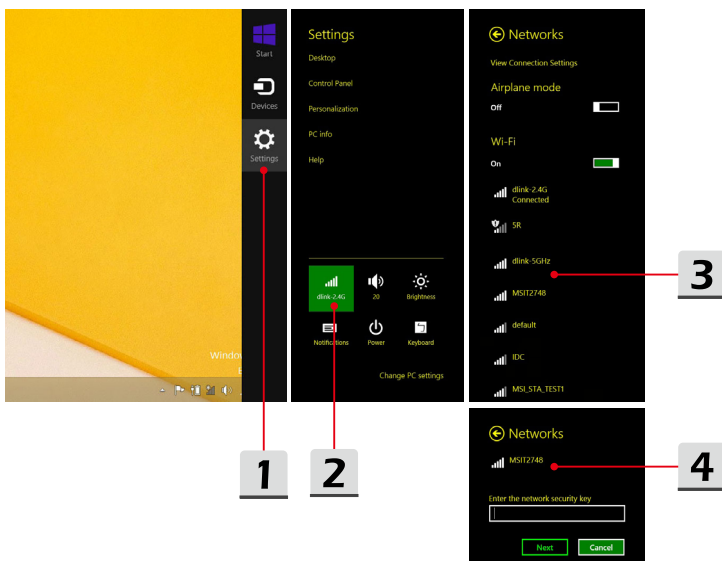 Start
Devices
Settings
Windo
1
Settings
Desktop
Control Panel
Personalization
PC info
Help
dlink-2.4G
20
Brightness
Notifications
Power
Keyboard
Change PC settings
2
Networks
View Connection Settings
Airplane mode
Off
Wi-Fi
On
dlink-2.4G
Connected
5R
dlink-5GHz
MSIT2748
default
IDC
MSI_STA_TEST1
3
Networks
MSIT2748
Enter the network security key
Next Cancel
4